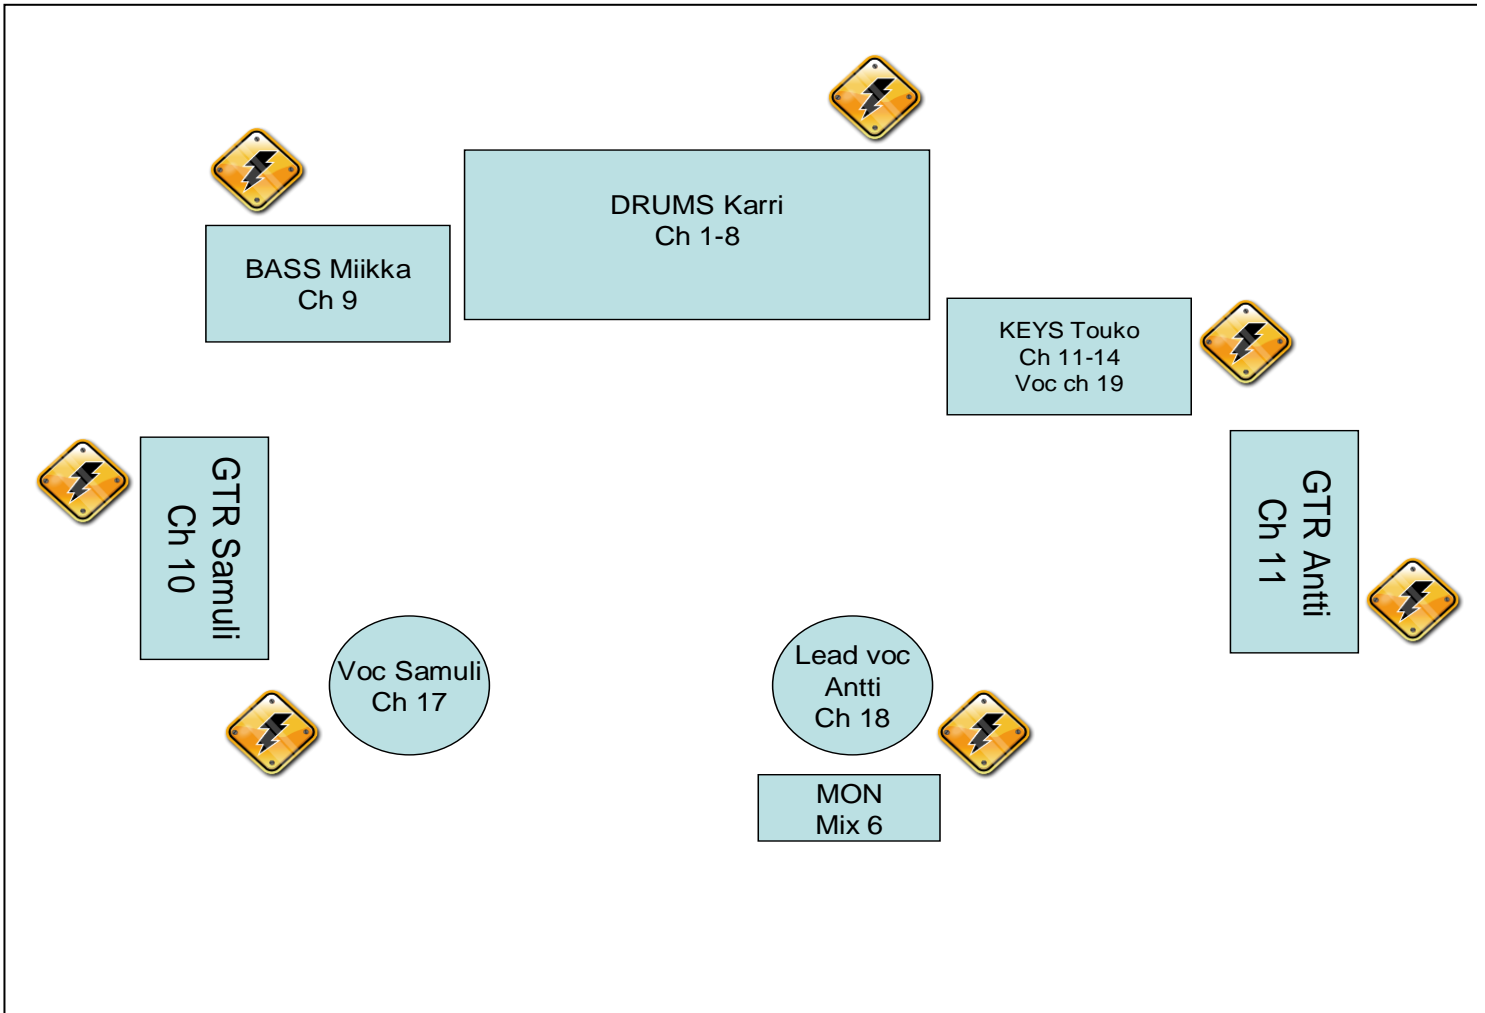 DRUMS Karri
Ch 1-8
BASS Miikka
Ch 9
KEYS Touko
Ch 11-14
Voc ch 19
GTR Samuli
Ch 10
GTR Antti
Ch 11
Voc Samuli
Ch 17
Lead voc
Antti
Ch 18
MON
Mix 6